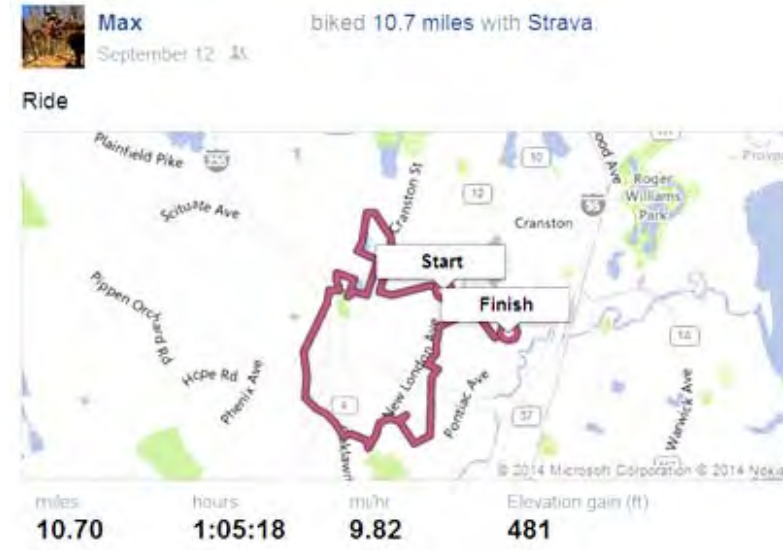 Max biked 10.7 miles with Strava
September 12
Ride
Plainfield Pike
Scituate Ave
Cranston St
10
12
ood Ave
Roger
Williams
Park
95
Cranston
Start
Finish
Pippen Orchard Rd
Hope Rd
Phenix Ave
New London Ave
Pontiac Ave
37
Warwick Ave
© 2014 Microsoft Corporation © 2014 Nokia
miles hours mi/hr Elevation gain (ft)
10.70 1:05:18 9.82 481